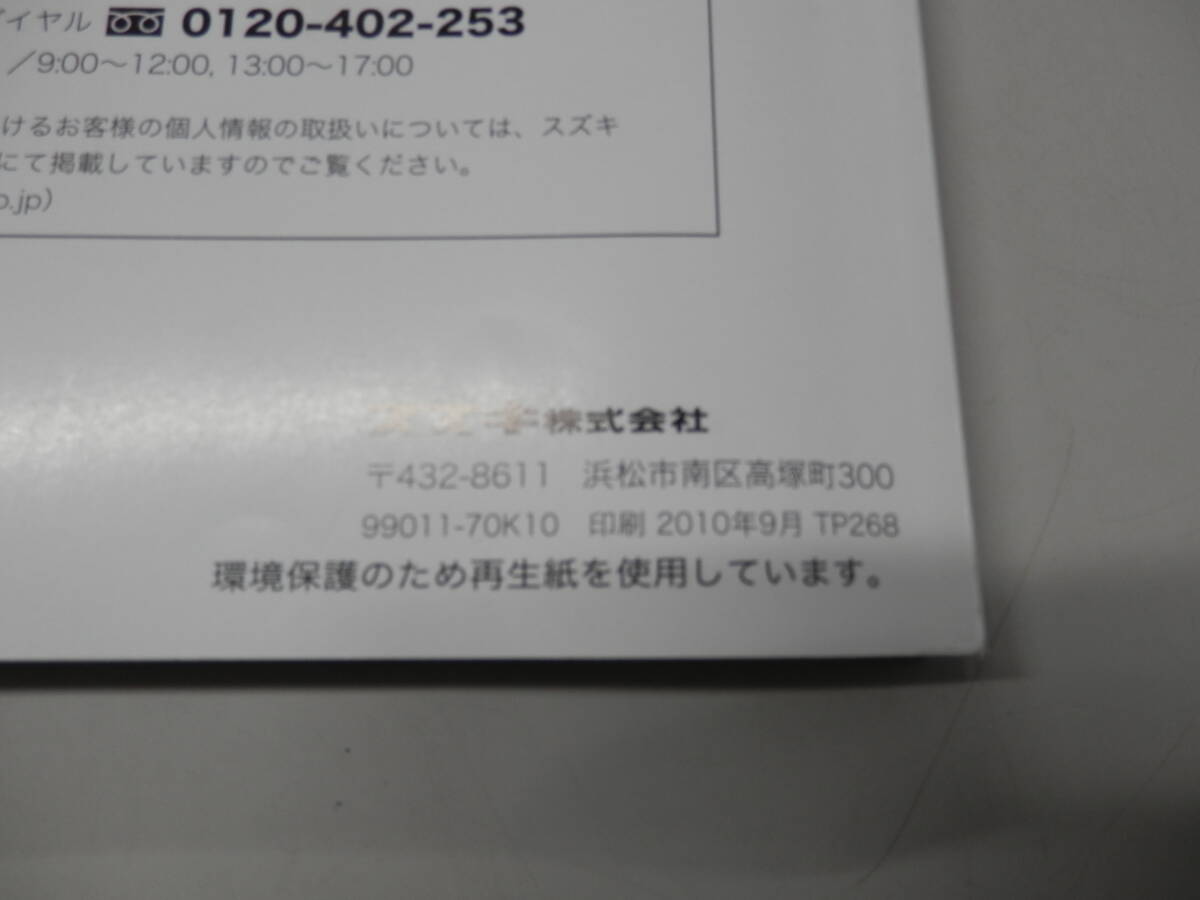 イヤル 0120-402-253
／9:00〜12:00, 13:00〜17:00
けるお客様の個人情報の取扱いについては、スズキ
にて掲載していますのでご覧ください。
.jp）
スズキ株式会社
〒432-8611 浜松市南区高塚町300
99011-70K10 印刷 2010年9月 TP268
環境保護のため再生紙を使用しています。